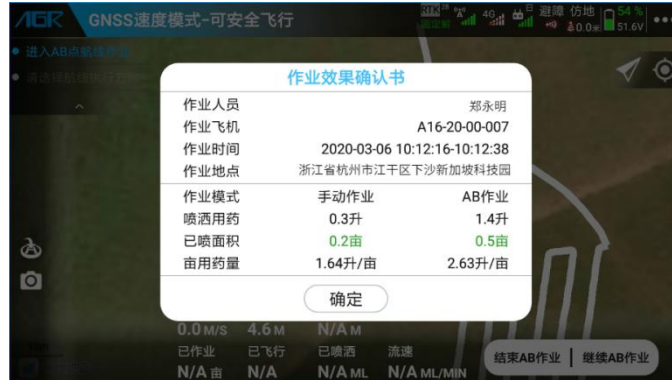 AGR GNSS速度模式-可安全飞行 RTK 4G 避障 仿地 54%
固定解 0.0米 51.6V
进入AB点航线作业
作业效果确认书
作业人员 郑永明
作业飞机 A16-20-00-007
作业时间 2020-03-06 10:12:16-10:12:38
作业地点 浙江省杭州市江干区下沙新加坡科技园
作业模式 手动作业 AB作业
喷洒用药 0.3升 1.4升
已喷面积 0.2亩 0.5亩
亩用药量 1.64升/亩 2.63升/亩
确定
0.0 M/S 4.6 M N/A M
已作业 已飞行 已喷洒 流速
N/A 亩 N/A N/A ML N/A ML/MIN
结束AB作业 | 继续AB作业